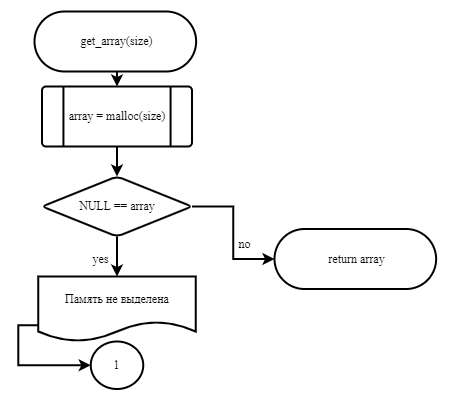 get_array(size)
array = malloc(size)
NULL == array
no
return array
yes
Память не выделена
1